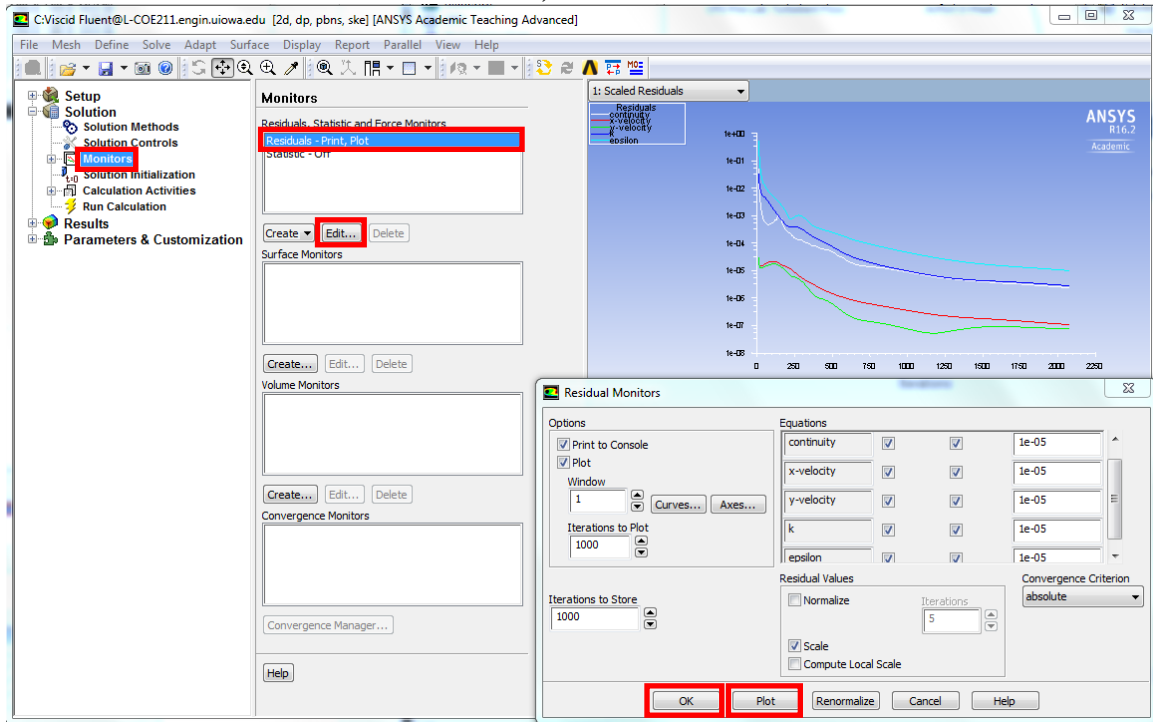 C:Viscid Fluent@L-COE211.engin.uiowa.edu [2d, dp, pbns, ske] [ANSYS Academic Teaching Advanced]
File Mesh Define Solve Adapt Surface Display Report Parallel View Help
Setup
Solution
Solution Methods
Solution Controls
Monitors
Solution Initialization
Calculation Activities
Run Calculation
Results
Parameters & Customization
Monitors
Residuals, Statistic and Force Monitors
Residuals - Print, Plot
Statistic - Off
Create Edit... Delete
Surface Monitors
Create... Edit... Delete
Volume Monitors
Create... Edit... Delete
Convergence Monitors
Convergence Manager...
Help
1: Scaled Residuals
Residuals
continuity
x-velocity
y-velocity
k
epsilon
ANSYS
R16.2
Academic
1e+00
1e-01
1e-02
1e-03
1e-04
1e-05
1e-06
1e-07
1e-08
0 250 500 750 1000 1250 1500 1750 2000 2250
Residual Monitors
Options
Print to Console
Plot
Window
1 Curves... Axes...
Iterations to Plot
1000
Iterations to Store
1000
Equations
continuity 1e-05
x-velocity 1e-05
y-velocity 1e-05
k 1e-05
epsilon 1e-05
Residual Values
Normalize
Iterations
5
Scale
Compute Local Scale
Convergence Criterion
absolute
OK Plot Renormalize Cancel Help